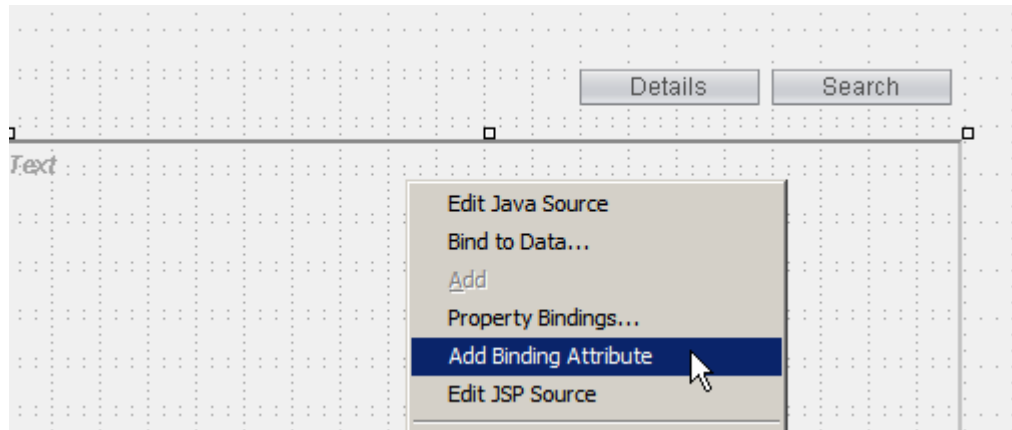 Details Search
Text
Edit Java Source
Bind to Data...
Add
Property Bindings...
Add Binding Attribute
Edit JSP Source